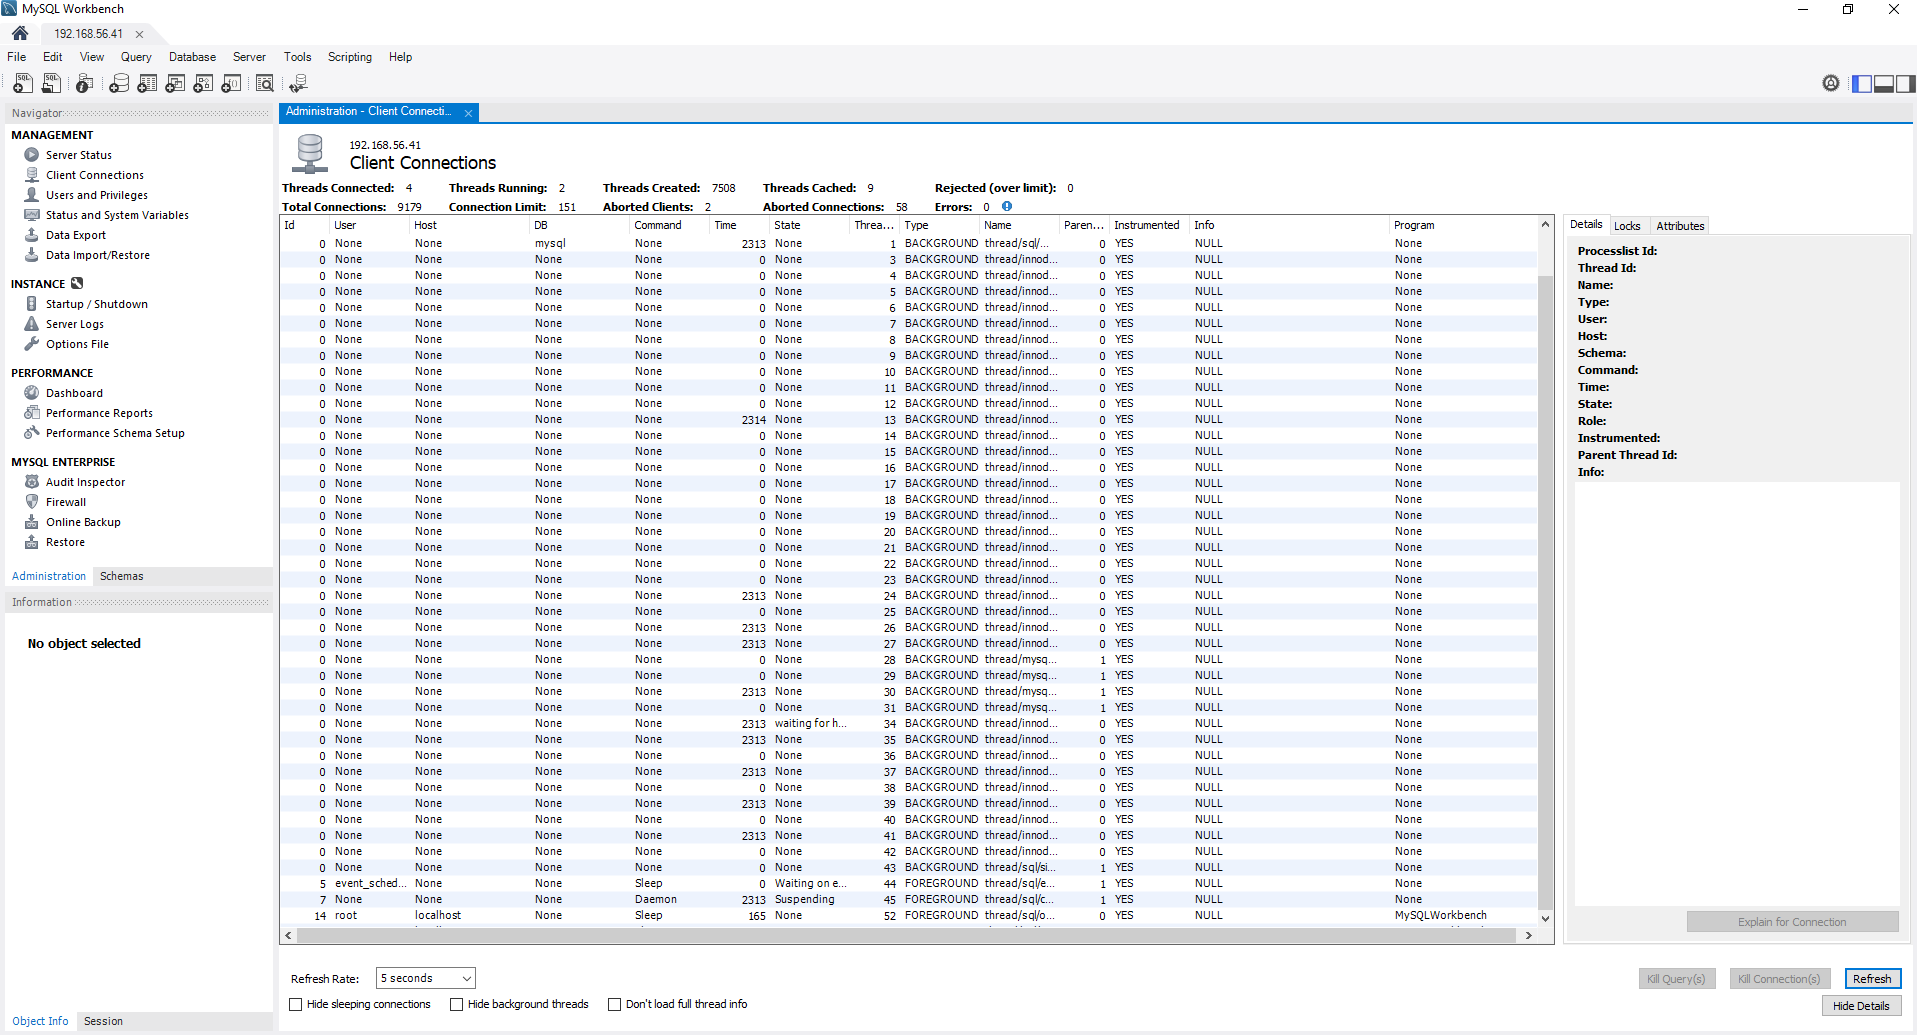 MySQL Workbench
192.168.56.41
File Edit View Query Database Server Tools Scripting Help
Navigator
MANAGEMENT
Server Status
Client Connections
Users and Privileges
Status and System Variables
Data Export
Data Import/Restore
INSTANCE
Startup / Shutdown
Server Logs
Options File
PERFORMANCE
Dashboard
Performance Reports
Performance Schema Setup
MYSQL ENTERPRISE
Audit Inspector
Firewall
Online Backup
Restore
Administration Schemas
Information
No object selected
Object Info Session
Administration - Client Connecti...
192.168.56.41
Client Connections
Threads Connected: 4 Threads Running: 2 Threads Created: 7508 Threads Cached: 9 Rejected (over limit): 0
Total Connections: 9179 Connection Limit: 151 Aborted Clients: 2 Aborted Connections: 58 Errors: 0
Id User Host DB Command Time State Threa... Type Name Paren... Instrumented Info Program
0 None None mysql None 2313 None 1 BACKGROUND thread/sql/... 0 YES NULL None
0 None None None None 0 None 3 BACKGROUND thread/innod... 0 YES NULL None
0 None None None None 0 None 4 BACKGROUND thread/innod... 0 YES NULL None
0 None None None None 0 None 5 BACKGROUND thread/innod... 0 YES NULL None
0 None None None None 0 None 6 BACKGROUND thread/innod... 0 YES NULL None
0 None None None None 0 None 7 BACKGROUND thread/innod... 0 YES NULL None
0 None None None None 0 None 8 BACKGROUND thread/innod... 0 YES NULL None
0 None None None None 0 None 9 BACKGROUND thread/innod... 0 YES NULL None
0 None None None None 0 None 10 BACKGROUND thread/innod... 0 YES NULL None
0 None None None None 0 None 11 BACKGROUND thread/innod... 0 YES NULL None
0 None None None None 0 None 12 BACKGROUND thread/innod... 0 YES NULL None
0 None None None None 2314 None 13 BACKGROUND thread/innod... 0 YES NULL None
0 None None None None 0 None 14 BACKGROUND thread/innod... 0 YES NULL None
0 None None None None 0 None 15 BACKGROUND thread/innod... 0 YES NULL None
0 None None None None 0 None 16 BACKGROUND thread/innod... 0 YES NULL None
0 None None None None 0 None 17 BACKGROUND thread/innod... 0 YES NULL None
0 None None None None 0 None 18 BACKGROUND thread/innod... 0 YES NULL None
0 None None None None 0 None 19 BACKGROUND thread/innod... 0 YES NULL None
0 None None None None 0 None 20 BACKGROUND thread/innod... 0 YES NULL None
0 None None None None 0 None 21 BACKGROUND thread/innod... 0 YES NULL None
0 None None None None 0 None 22 BACKGROUND thread/innod... 0 YES NULL None
0 None None None None 0 None 23 BACKGROUND thread/innod... 0 YES NULL None
0 None None None None 2313 None 24 BACKGROUND thread/innod... 0 YES NULL None
0 None None None None 0 None 25 BACKGROUND thread/innod... 0 YES NULL None
0 None None None None 2313 None 26 BACKGROUND thread/innod... 0 YES NULL None
0 None None None None 2313 None 27 BACKGROUND thread/innod... 0 YES NULL None
0 None None None None 0 None 28 BACKGROUND thread/mysq... 1 YES NULL None
0 None None None None 0 None 29 BACKGROUND thread/mysq... 1 YES NULL None
0 None None None None 2313 None 30 BACKGROUND thread/mysq... 1 YES NULL None
0 None None None None 0 None 31 BACKGROUND thread/mysq... 1 YES NULL None
0 None None None None 2313 waiting for h... 34 BACKGROUND thread/innod... 0 YES NULL None
0 None None None None 2313 None 35 BACKGROUND thread/innod... 0 YES NULL None
0 None None None None 0 None 36 BACKGROUND thread/innod... 0 YES NULL None
0 None None None None 2313 None 37 BACKGROUND thread/innod... 0 YES NULL None
0 None None None None 0 None 38 BACKGROUND thread/innod... 0 YES NULL None
0 None None None None 2313 None 39 BACKGROUND thread/innod... 0 YES NULL None
0 None None None None 0 None 40 BACKGROUND thread/innod... 0 YES NULL None
0 None None None None 2313 None 41 BACKGROUND thread/innod... 0 YES NULL None
0 None None None None 0 None 42 BACKGROUND thread/innod... 0 YES NULL None
0 None None None None 0 None 43 BACKGROUND thread/sql/si... 1 YES NULL None
5 event_sched... None None Sleep 0 Waiting on e... 44 FOREGROUND thread/sql/e... 1 YES NULL None
7 None None None Daemon 2313 Suspending 45 FOREGROUND thread/sql/c... 1 YES NULL None
14 root localhost None Sleep 165 None 52 FOREGROUND thread/sql/o... 0 YES NULL MySQLWorkbench
Details Locks Attributes
Processlist Id:
Thread Id:
Name:
Type:
User:
Host:
Schema:
Command:
Time:
State:
Role:
Instrumented:
Parent Thread Id:
Info:
Explain for Connection
Refresh Rate: 5 seconds
Kill Query(s) Kill Connection(s) Refresh
Hide sleeping connections Hide background threads Don't load full thread info
Hide Details